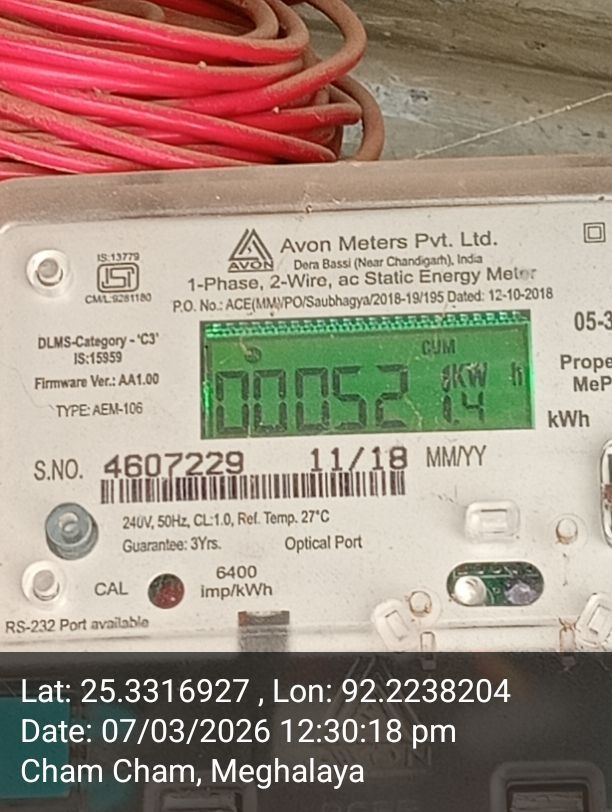 AVON
Avon Meters Pvt. Ltd.
Dera Bassi (Near Chandigarh), India
1-Phase, 2-Wire, ac Static Energy Meter
P.O. No.: ACE(MM)/PO/Saubhagya/2018-19/195 Dated: 12-10-2018
IS:13779
ISI
CM/L:9281180
DLMS-Category - 'C3'
IS:15959
Firmware Ver.: AA1.00
TYPE: AEM-106
CUM
000052 KW h
1.4
05-3
Prope
MeP
kWh
S.NO. 4607229 11/18 MM/YY
240V, 50Hz, CL:1.0, Ref. Temp. 27°C
Guarantee: 3Yrs. Optical Port
CAL
6400
imp/kWh
RS-232 Port available
Lat: 25.3316927 , Lon: 92.2238204
Date: 07/03/2026 12:30:18 pm
Cham Cham, Meghalaya